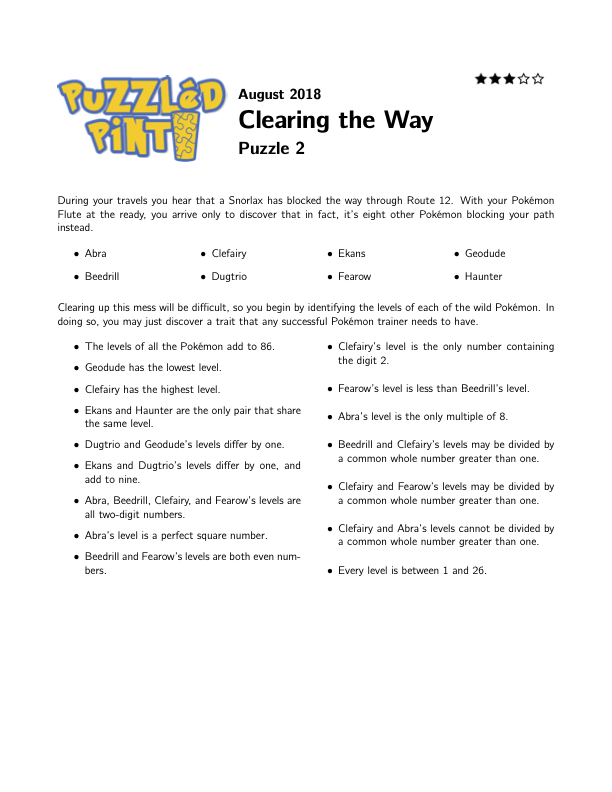 PUZZLéD
PiNT
August 2018
Clearing the Way
Puzzle 2
During your travels you hear that a Snorlax has blocked the way through Route 12. With your Pokémon
Flute at the ready, you arrive only to discover that in fact, it's eight other Pokémon blocking your path
instead.
• Abra
• Clefairy
• Ekans
• Geodude
• Beedrill
• Dugtrio
• Fearow
• Haunter
Clearing up this mess will be difficult, so you begin by identifying the levels of each of the wild Pokémon. In
doing so, you may just discover a trait that any successful Pokémon trainer needs to have.
• The levels of all the Pokémon add to 86.
• Geodude has the lowest level.
• Clefairy has the highest level.
• Ekans and Haunter are the only pair that share
the same level.
• Dugtrio and Geodude's levels differ by one.
• Ekans and Dugtrio's levels differ by one, and
add to nine.
• Abra, Beedrill, Clefairy, and Fearow's levels are
all two-digit numbers.
• Abra's level is a perfect square number.
• Beedrill and Fearow's levels are both even num-
bers.
• Clefairy's level is the only number containing
the digit 2.
• Fearow's level is less than Beedrill's level.
• Abra's level is the only multiple of 8.
• Beedrill and Clefairy's levels may be divided by
a common whole number greater than one.
• Clefairy and Fearow's levels may be divided by
a common whole number greater than one.
• Clefairy and Abra's levels cannot be divided by
a common whole number greater than one.
• Every level is between 1 and 26.